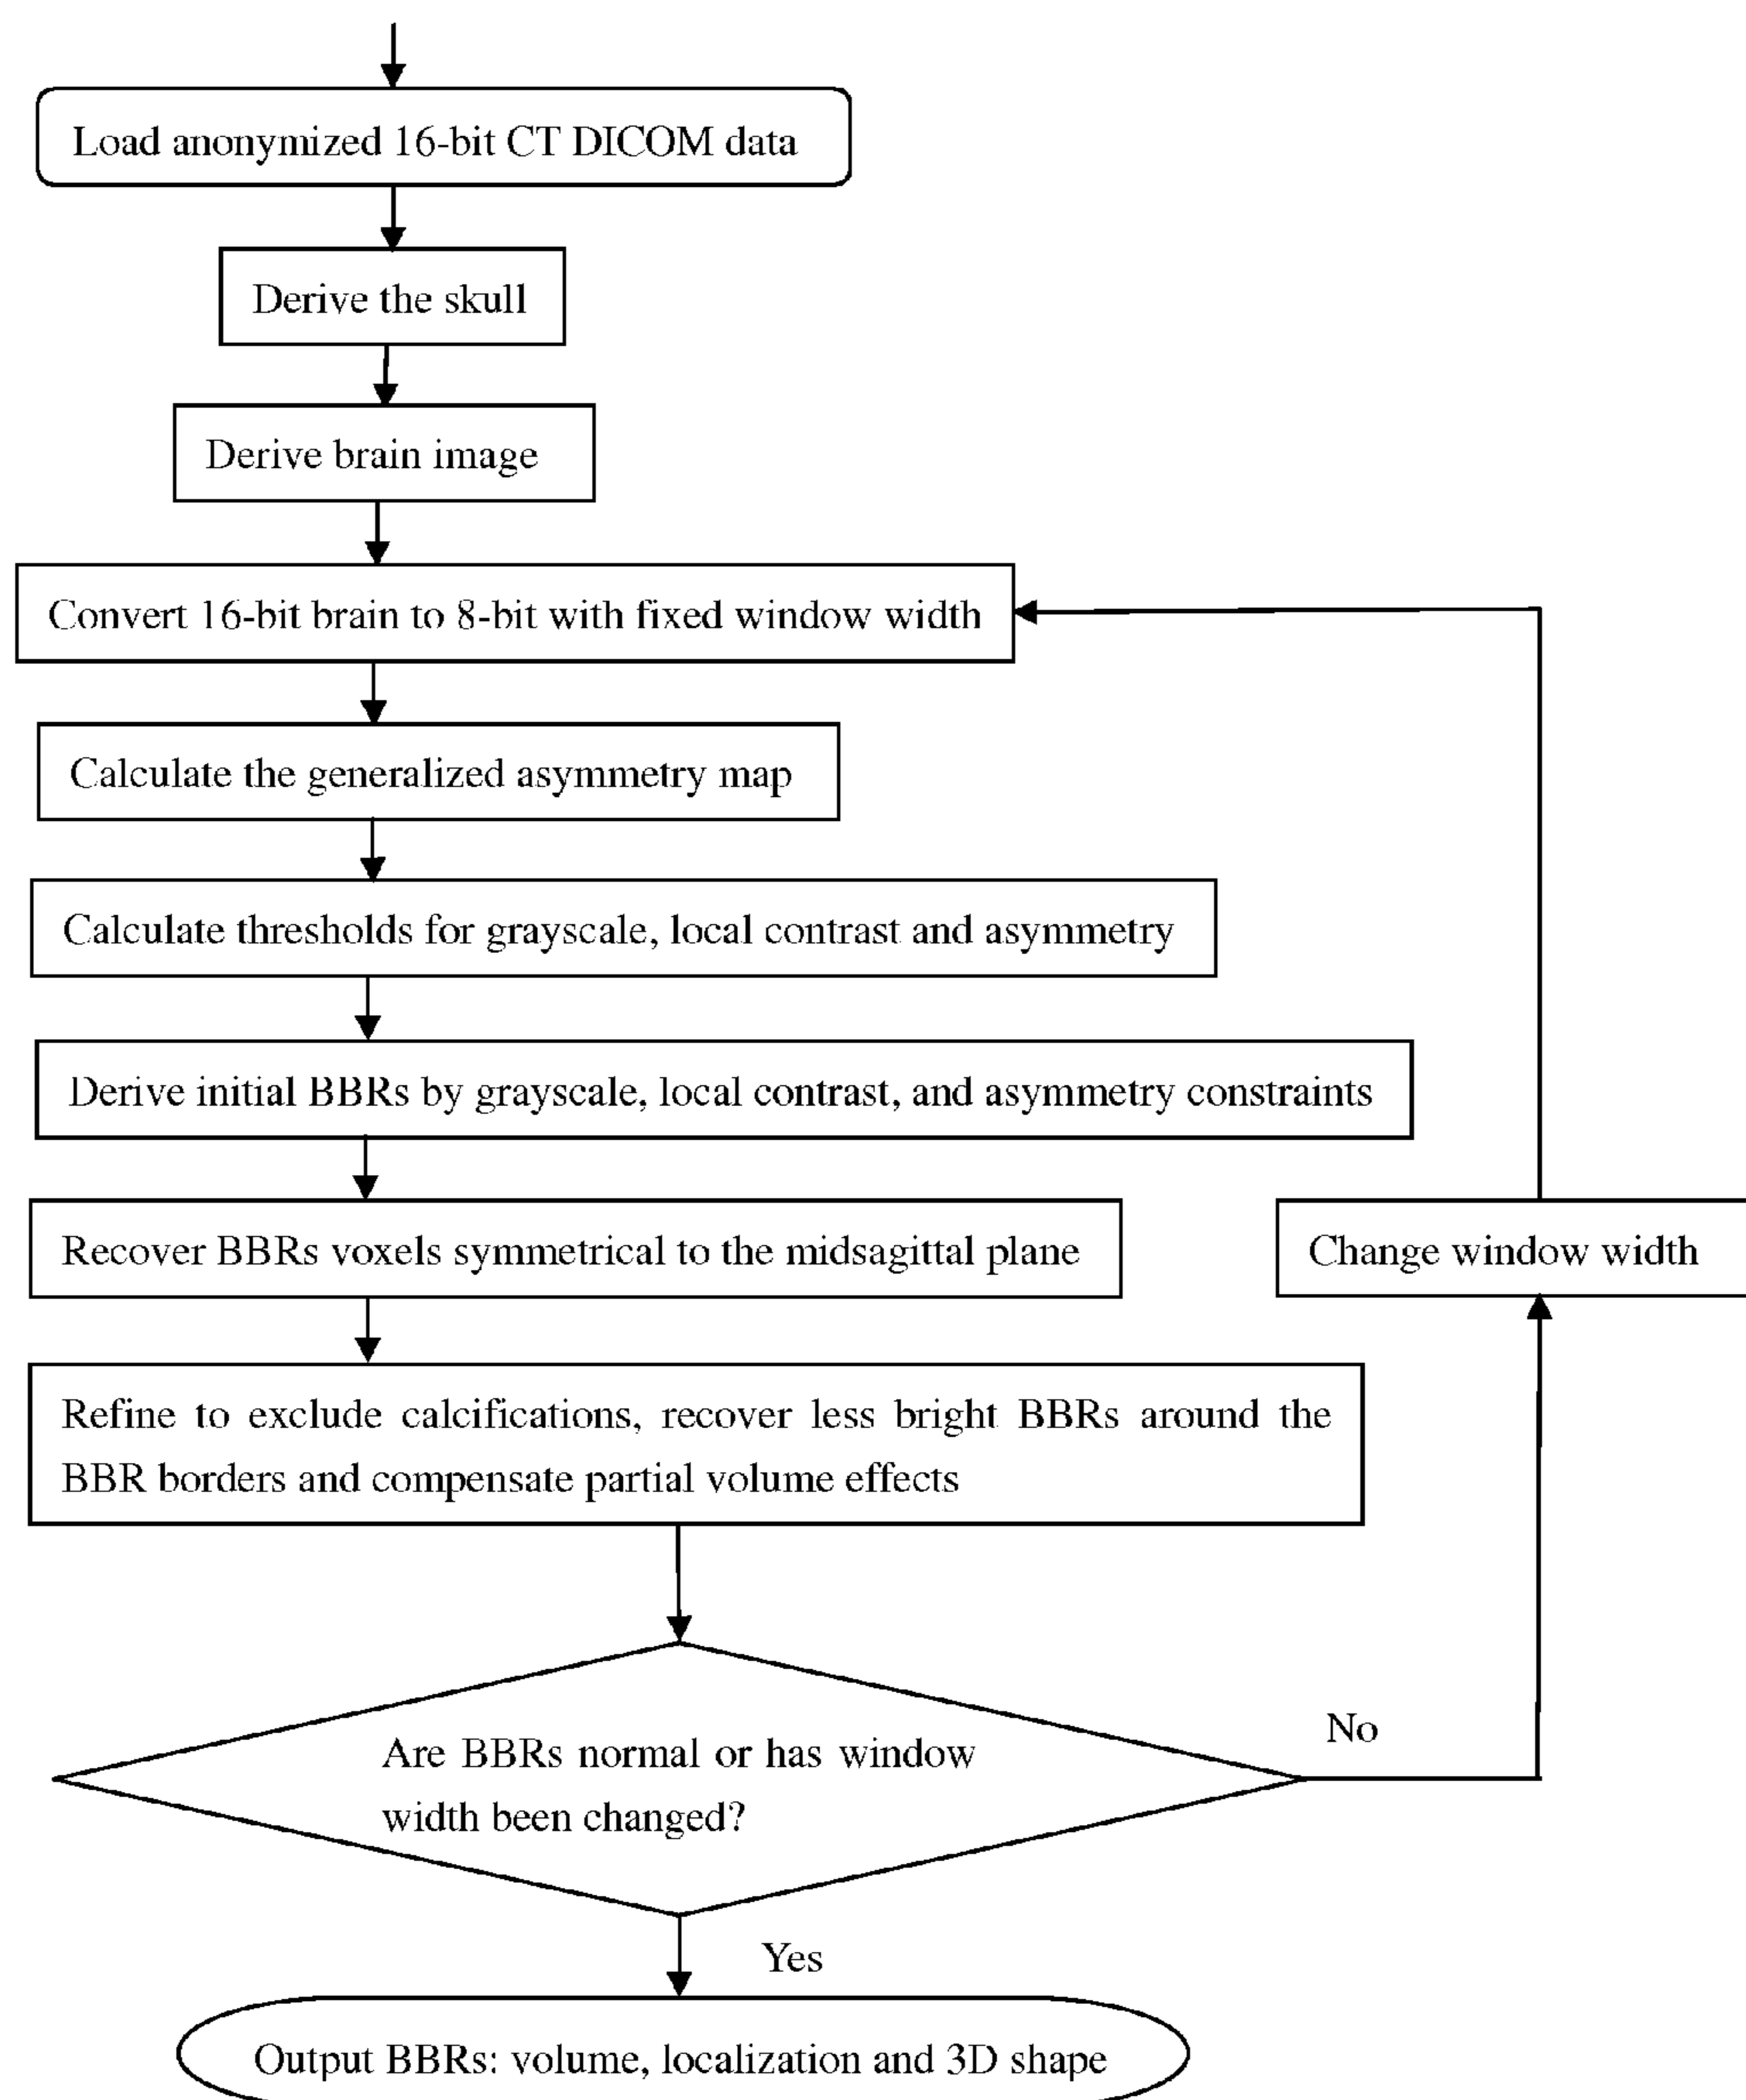 Load anonymized 16-bit CT DICOM data
Derive the skull
Derive brain image
Convert 16-bit brain to 8-bit with fixed window width
Calculate the generalized asymmetry map
Calculate thresholds for grayscale, local contrast and asymmetry
Derive initial BBRs by grayscale, local contrast, and asymmetry constraints
Recover BBRs voxels symmetrical to the midsagittal plane
Change window width
Refine to exclude calcifications, recover less bright BBRs around the
BBR borders and compensate partial volume effects
No
Are BBRs normal or has window
width been changed?
Yes
Output BBRs: volume, localization and 3D shape